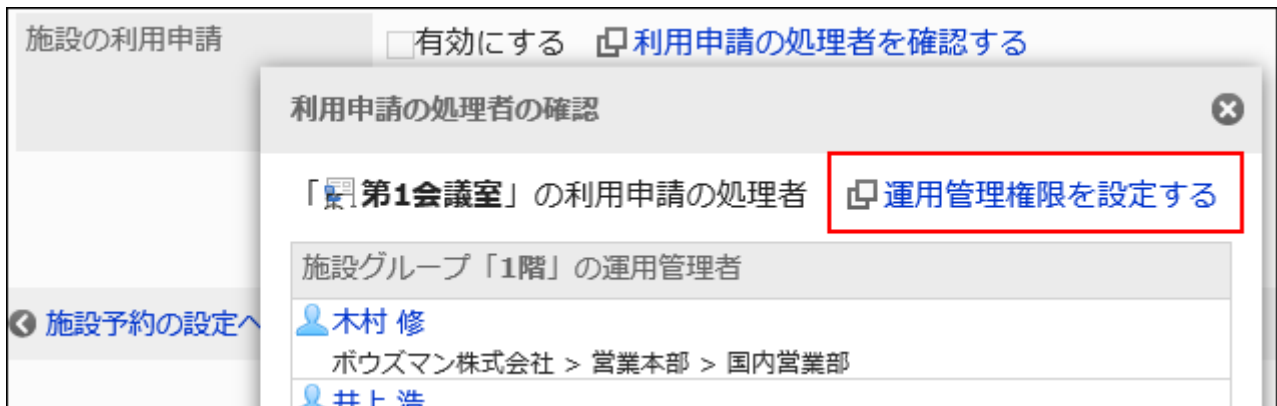 施設の利用申請
有効にする 利用申請の処理者を確認する
利用申請の処理者の確認
「第1会議室」の利用申請の処理者 運用管理権限を設定する
施設グループ「1階」の運用管理者
施設予約の設定へ
木村 修
ボウズマン株式会社 > 営業本部 > 国内営業部
井上 浩